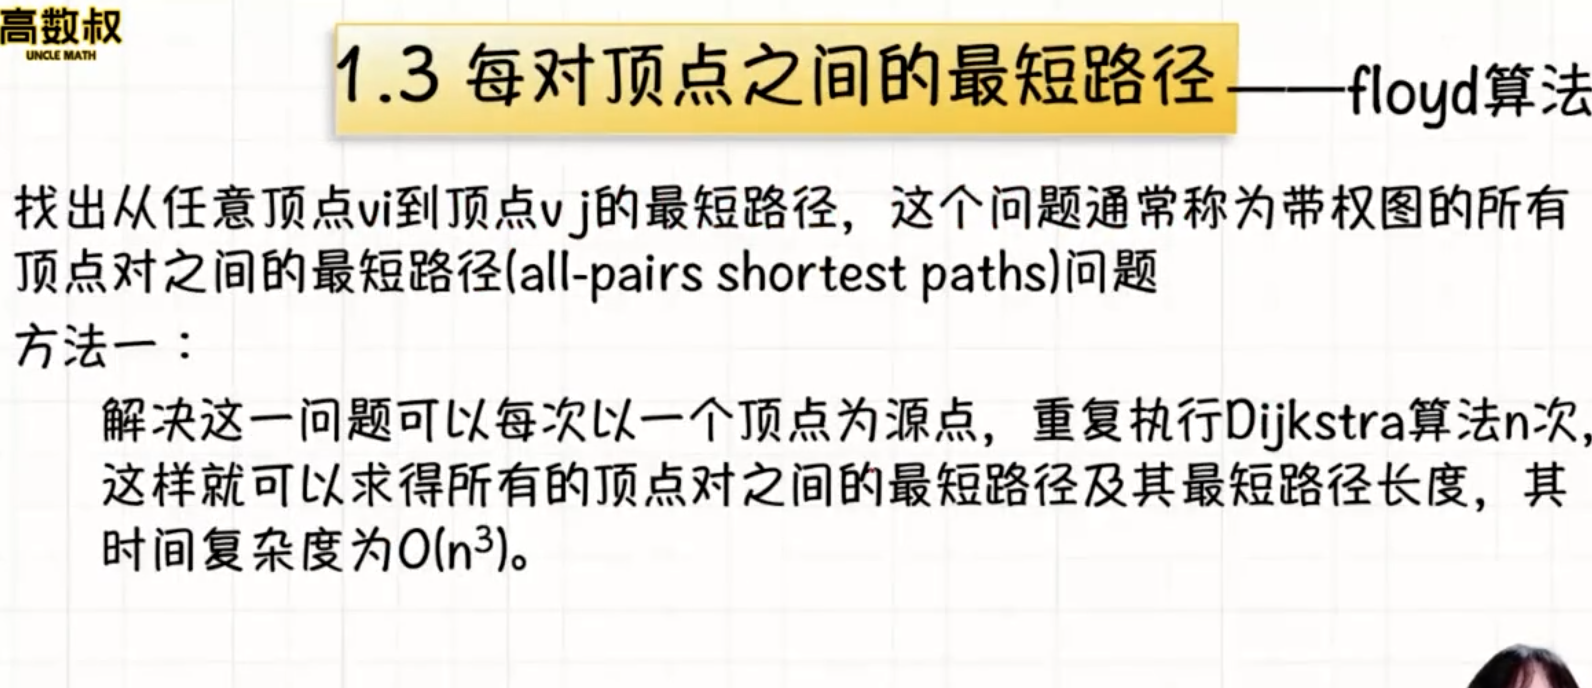 高数叔
UNCLE MATH
1.3 每对顶点之间的最短路径——floyd算法
找出从任意顶点vi到顶点vj的最短路径，这个问题通常称为带权图的所有
顶点对之间的最短路径(all-pairs shortest paths)问题
方法一：
解决这一问题可以每次以一个顶点为源点，重复执行Dijkstra算法n次，
这样就可以求得所有的顶点对之间的最短路径及其最短路径长度，其
时间复杂度为O(n³)。